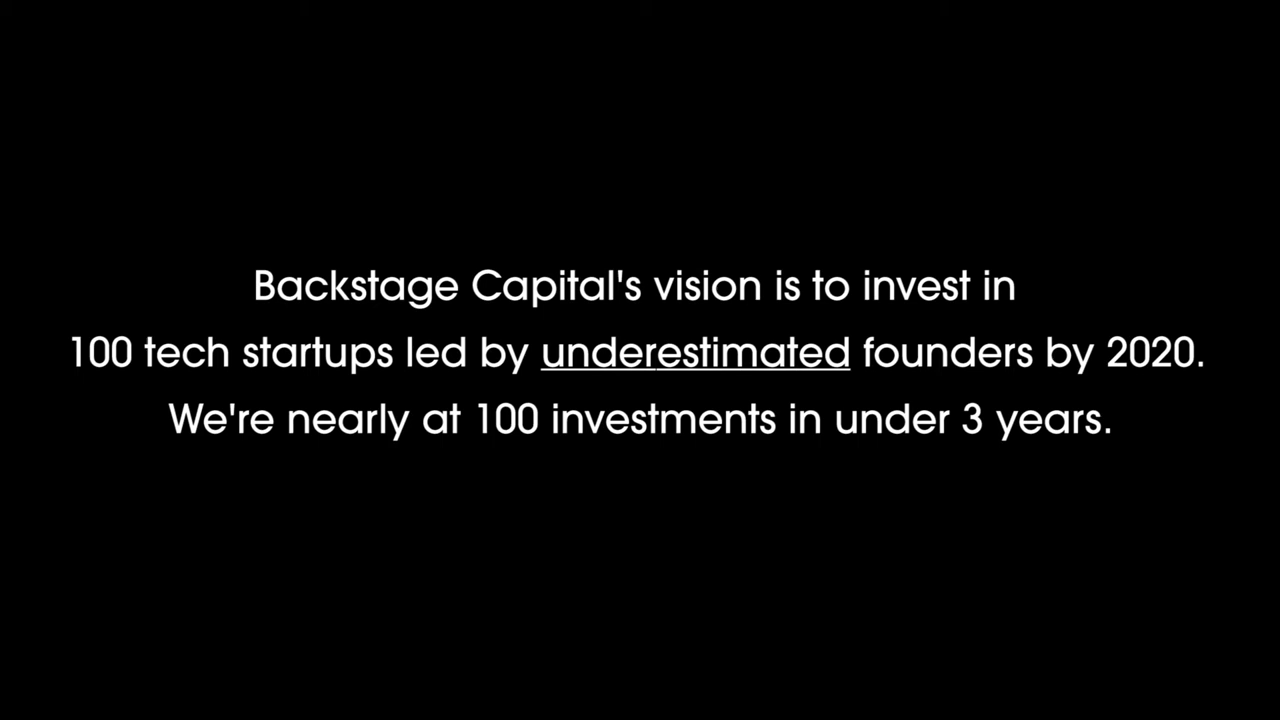 Backstage Capital's vision is to invest in
100 tech startups led by underestimated founders by 2020.
We're nearly at 100 investments in under 3 years.